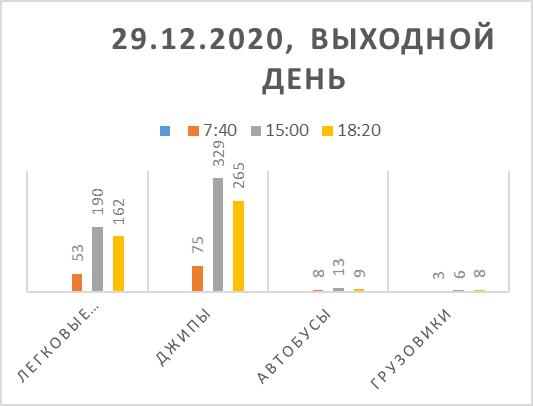 29.12.2020, ВЫХОДНОЙ
ДЕНЬ
7:40 15:00 18:20
53 190 162 75 329 265 8 13 9 3 6 8
ЛЕГКОВЫЕ... ДЖИПЫ АВТОБУСЫ ГРУЗОВИКИ